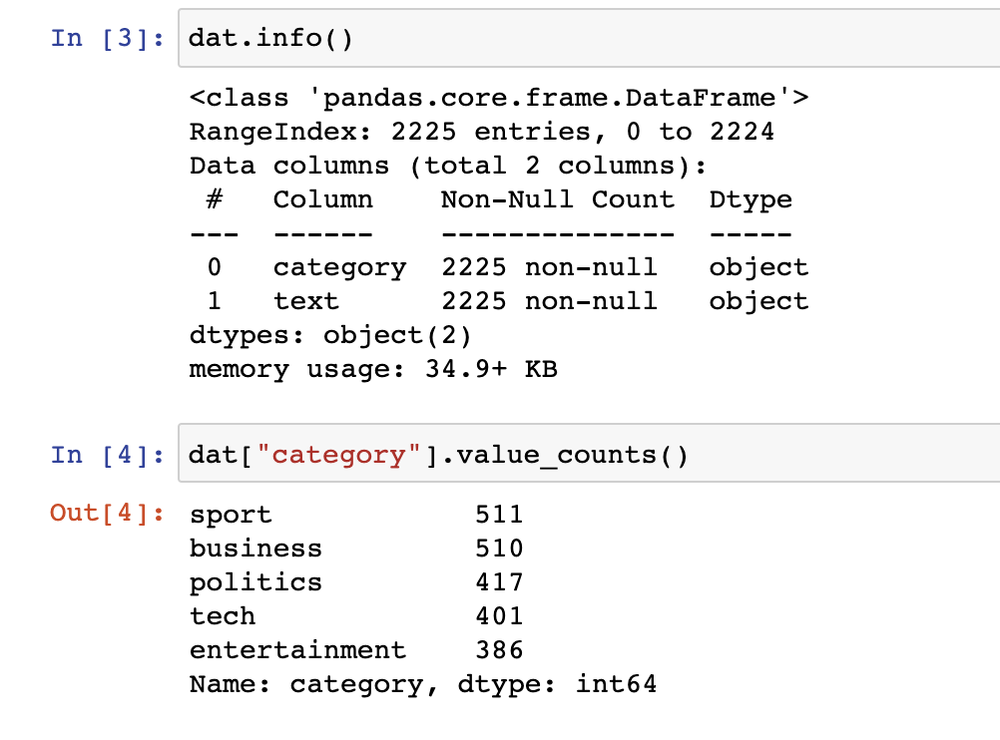 In [3]: dat.info()
<class 'pandas.core.frame.DataFrame'>
RangeIndex: 2225 entries, 0 to 2224
Data columns (total 2 columns):
 #   Column    Non-Null Count  Dtype
---  ------    --------------  -----
 0   category  2225 non-null   object
 1   text      2225 non-null   object
dtypes: object(2)
memory usage: 34.9+ KB
In [4]: dat["category"].value_counts()
Out[4]: sport            511
business         510
politics         417
tech             401
entertainment    386
Name: category, dtype: int64